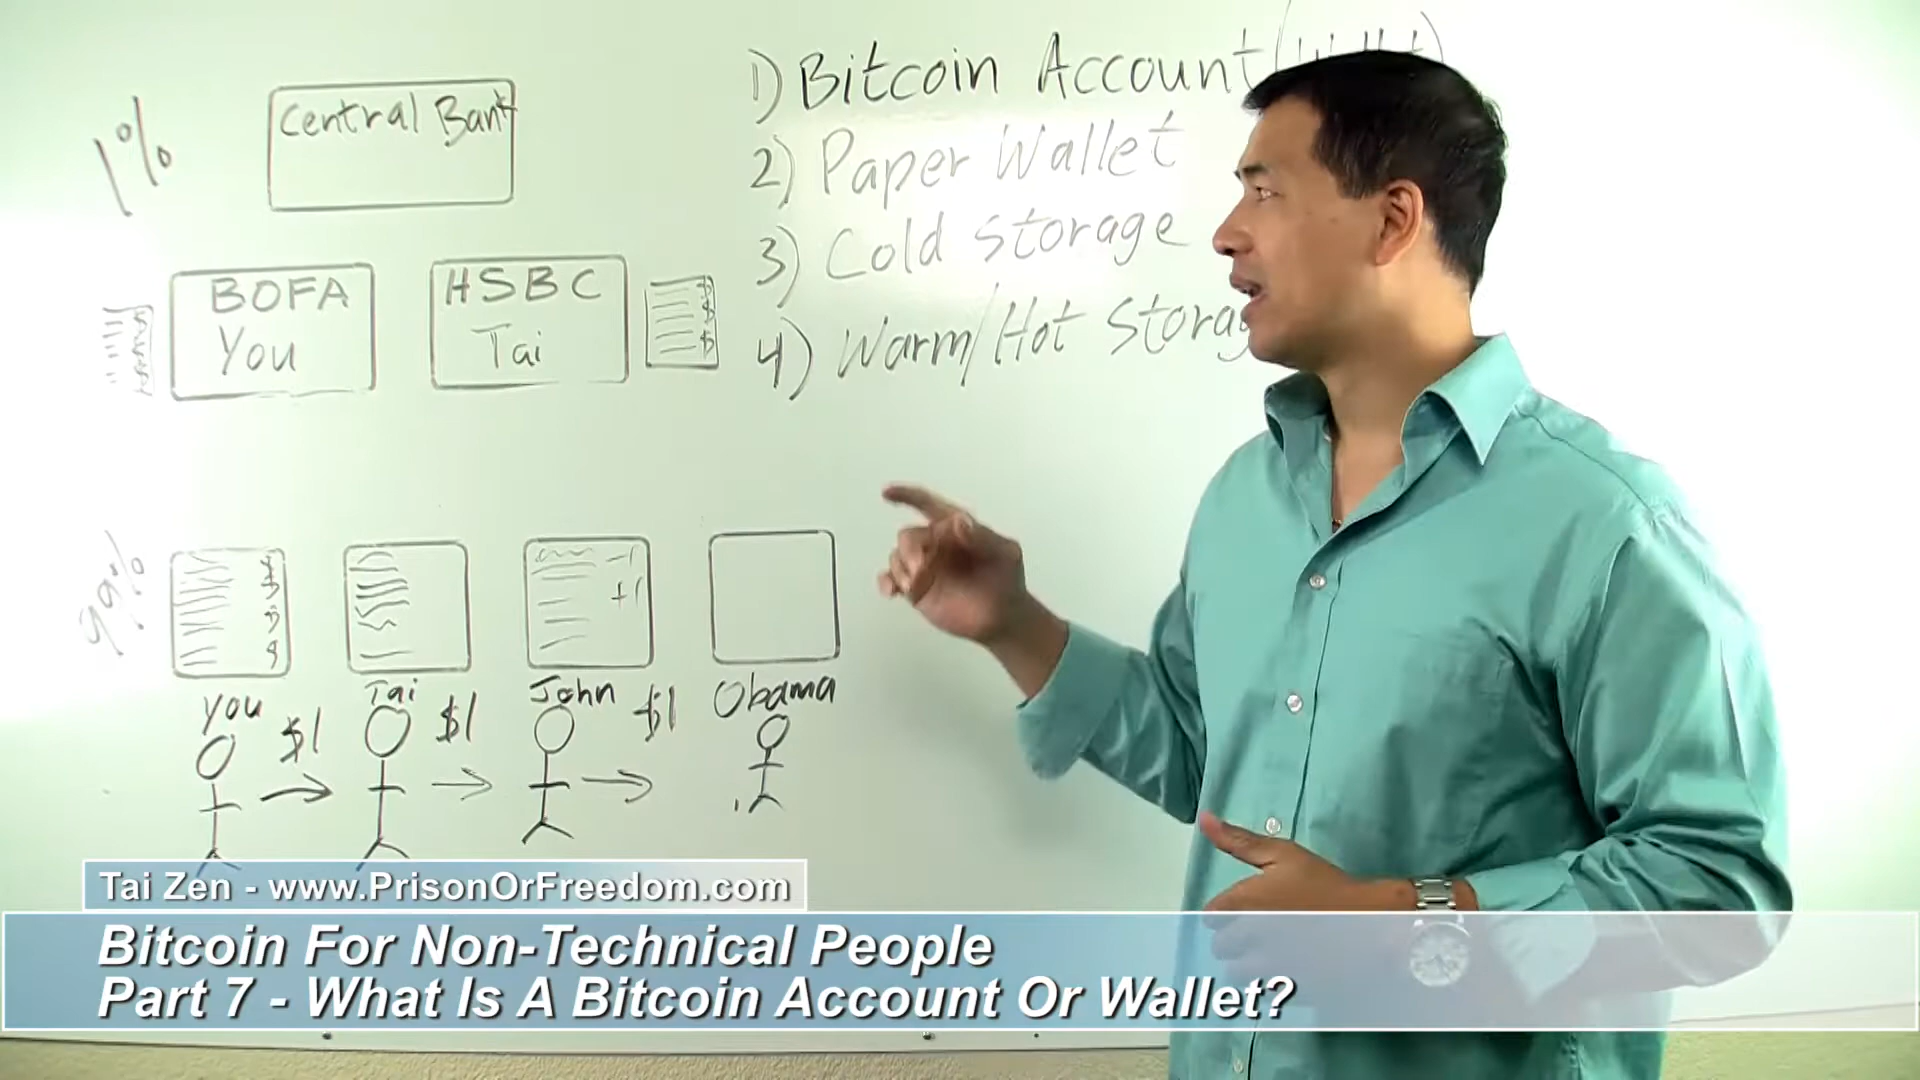 1%
Central Bank
BOFA
You
HSBC
Tai
$
$
$
1) Bitcoin Account
2) Paper Wallet
3) Cold Storage
4) Warm/Hot Storag
99%
$
$
$
$
-1
+1
You
Tai
John
Obama
$1
$1
$1
Tai Zen - www.PrisonOrFreedom.com
Bitcoin For Non-Technical People
Part 7 - What Is A Bitcoin Account Or Wallet?